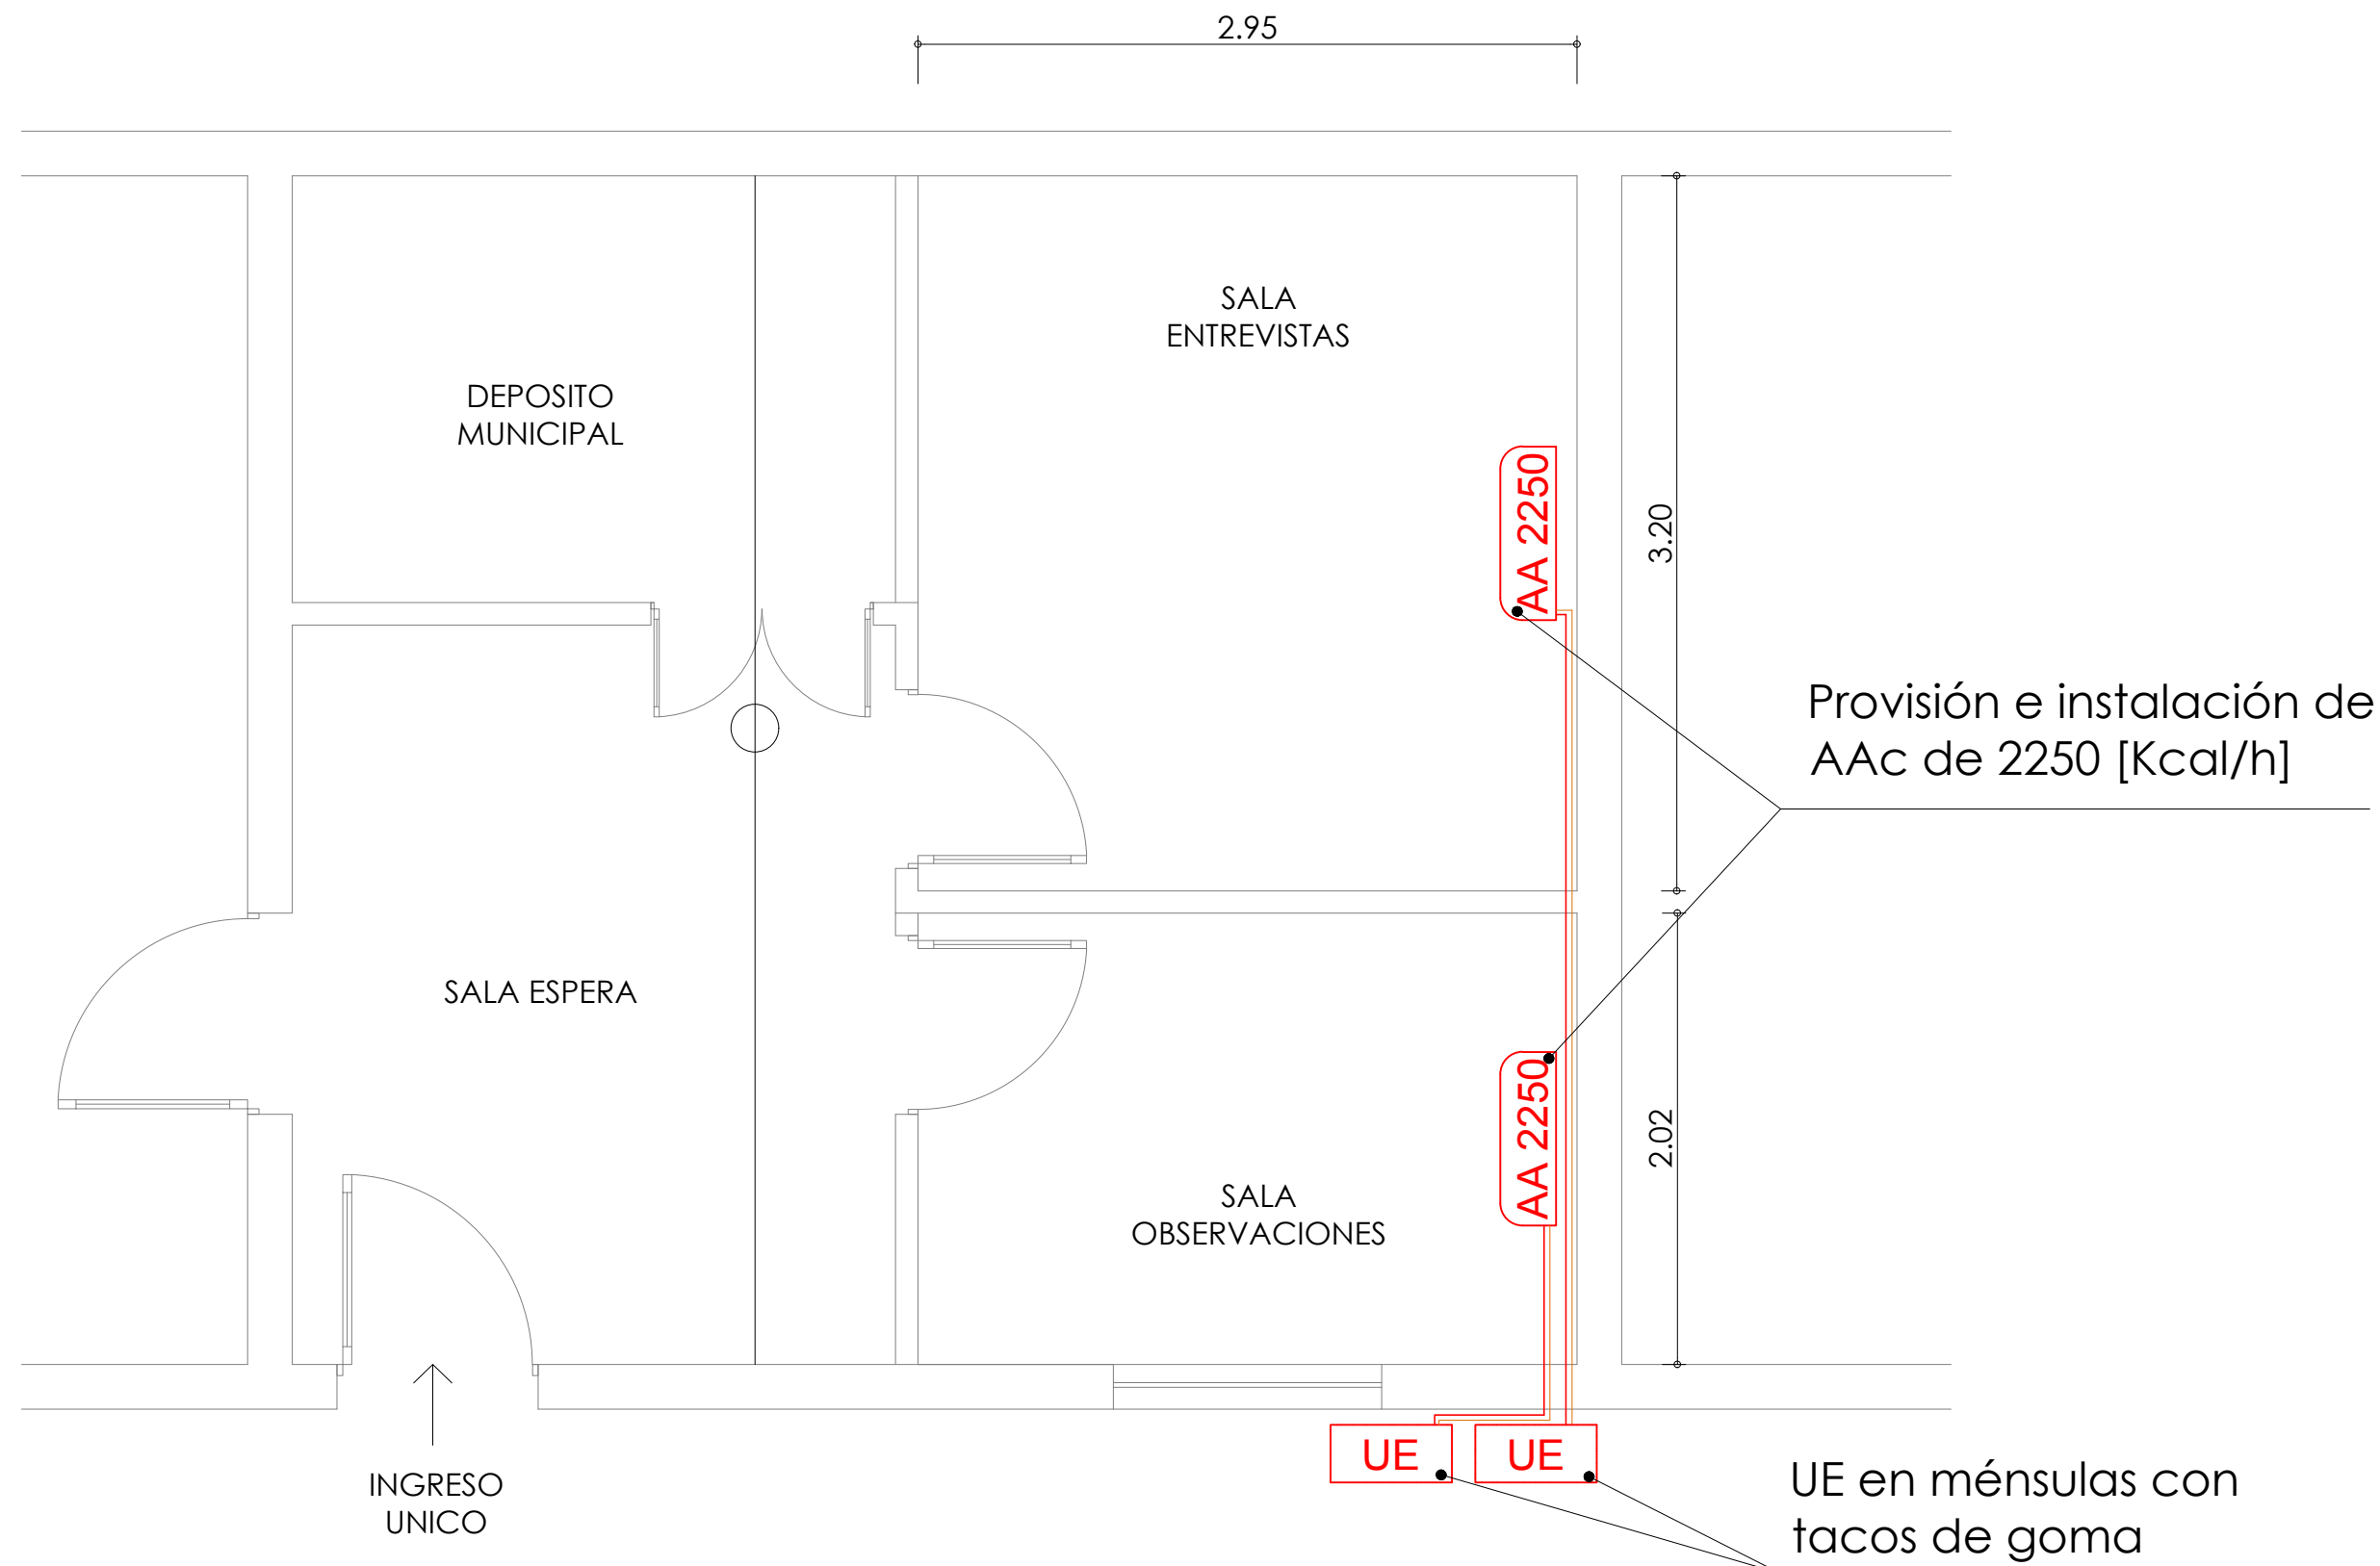 2.95
SALA
ENTREVISTAS
DEPOSITO
MUNICIPAL
AA 2250
3.20
Provisión e instalación de
AAc de 2250 [Kcal/h]
SALA ESPERA
AA 2250
2.02
SALA
OBSERVACIONES
UE
UE
INGRESO
UNICO
UE en ménsulas con
tacos de goma